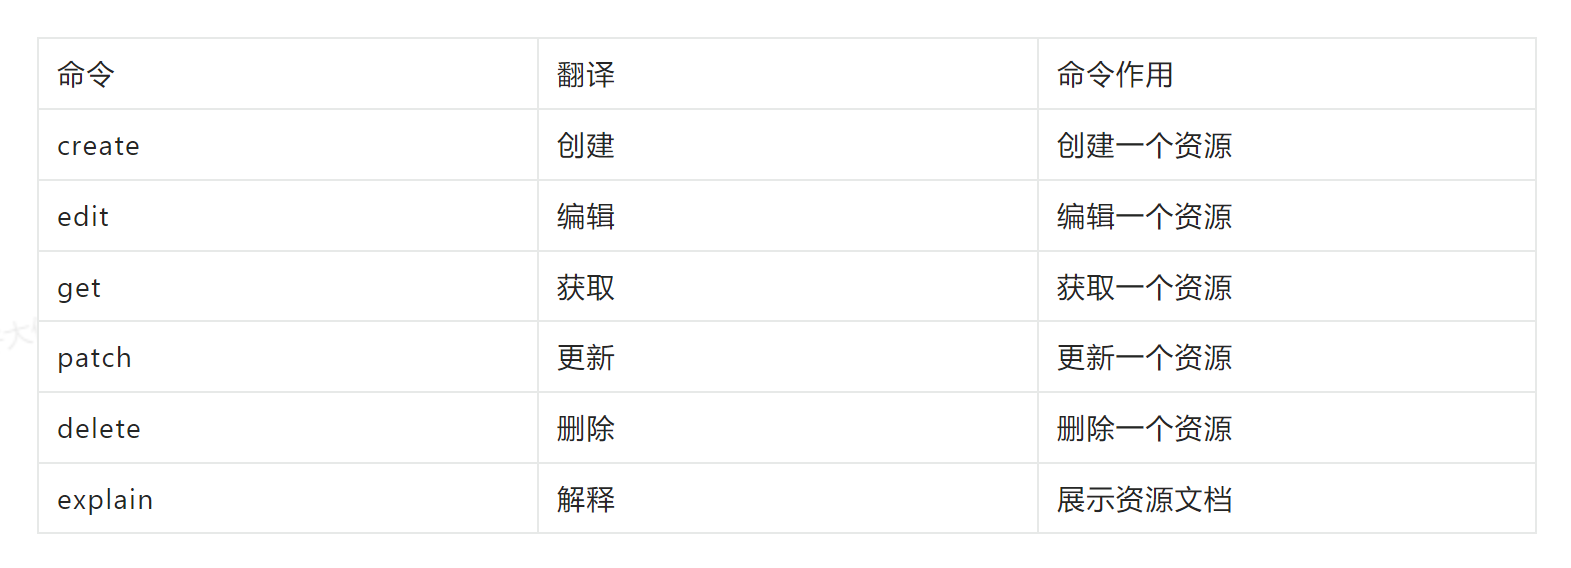 命令 翻译 命令作用
create 创建 创建一个资源
edit 编辑 编辑一个资源
get 获取 获取一个资源
patch 更新 更新一个资源
delete 删除 删除一个资源
explain 解释 展示资源文档
大